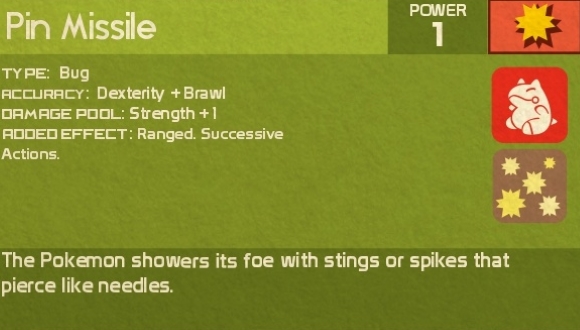 Pin Missile
POWER
1
TYPE: Bug
ACCURACY: Dexterity + Brawl
DAMAGE POOL: Strength + 1
ADDED EFFECT: Ranged. Successive
Actions.
The Pokemon showers its foe with stings or spikes that
pierce like needles.